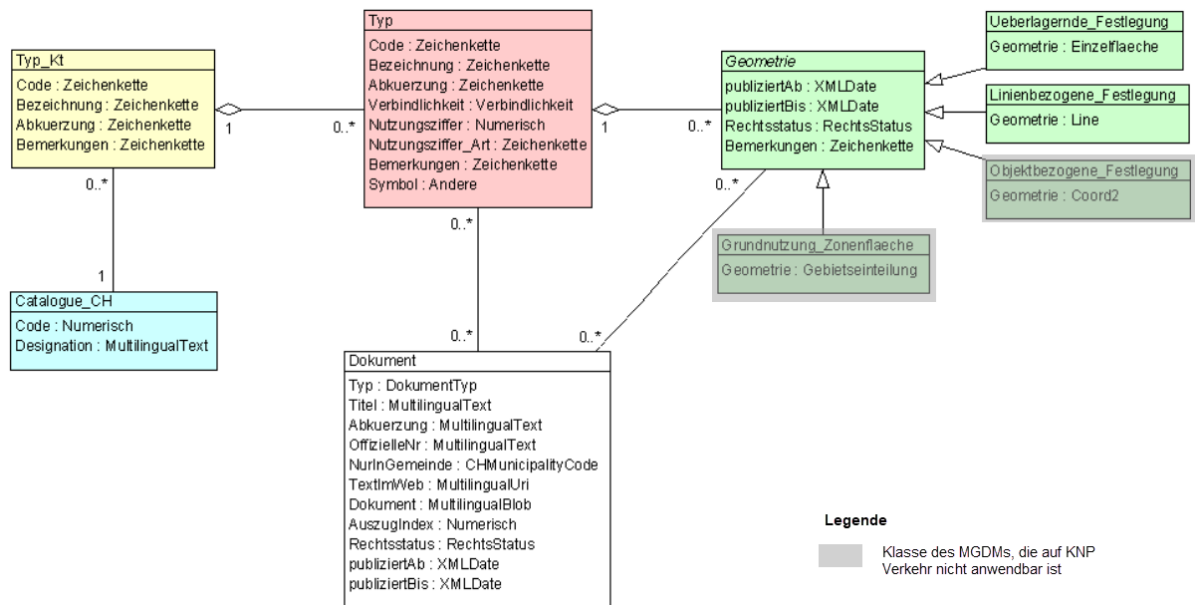 Typ_Kt
Code : Zeichenkette
Bezeichnung : Zeichenkette
Abkuerzung : Zeichenkette
Bemerkungen : Zeichenkette
1
0..*
Typ
Code : Zeichenkette
Bezeichnung : Zeichenkette
Abkuerzung : Zeichenkette
Verbindlichkeit : Verbindlichkeit
Nutzungsziffer : Numerisch
Nutzungsziffer_Art : Zeichenkette
Bemerkungen : Zeichenkette
Symbol : Andere
1
0..*
Geometrie
publiziertAb : XMLDate
publiziertBis : XMLDate
Rechtsstatus : RechtsStatus
Bemerkungen : Zeichenkette
Ueberlagernde_Festlegung
Geometrie : Einzelflaeche
Linienbezogene_Festlegung
Geometrie : Line
Objektbezogene_Festlegung
Geometrie : Coord2
Grundnutzung_Zonenflaeche
Geometrie : Gebietseinteilung
0..*
1
0..*
0..*
0..*
0..*
Catalogue_CH
Code : Numerisch
Designation : MultilingualText
Dokument
Typ : DokumentTyp
Titel : MultilingualText
Abkuerzung : MultilingualText
OffizielleNr : MultilingualText
NurInGemeinde : CHMunicipalityCode
TextImWeb : MultilingualUri
Dokument : MultilingualBlob
AuszugIndex : Numerisch
Rechtsstatus : RechtsStatus
publiziertAb : XMLDate
publiziertBis : XMLDate
Legende
Klasse des MGDMs, die auf KNP
Verkehr nicht anwendbar ist